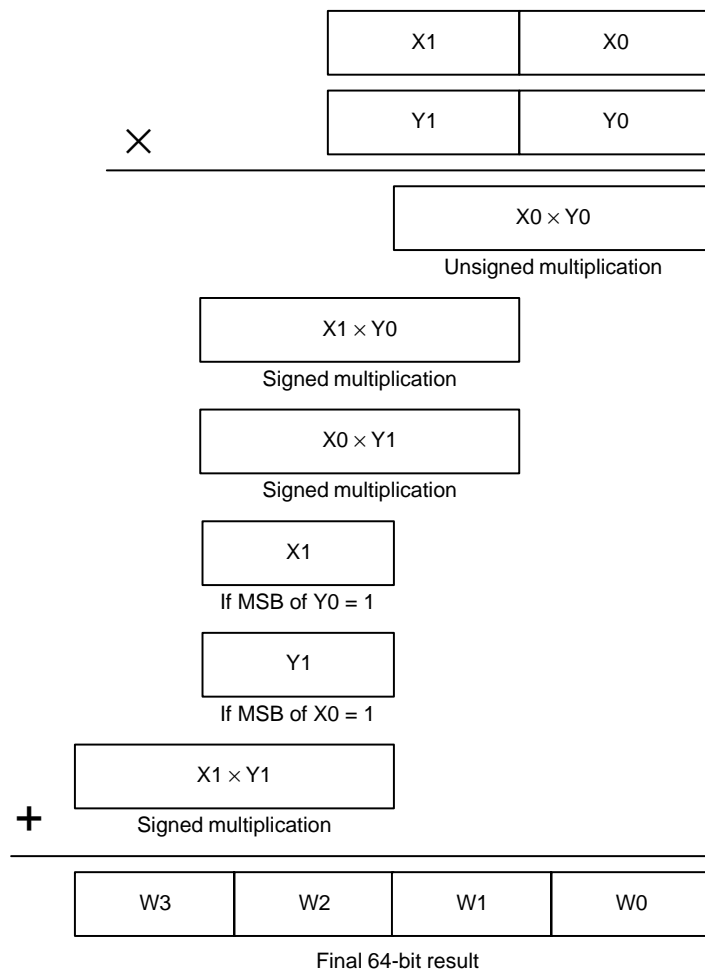 X1 X0
× Y1 Y0
X0 × Y0
Unsigned multiplication
X1 × Y0
Signed multiplication
X0 × Y1
Signed multiplication
X1
If MSB of Y0 = 1
Y1
If MSB of X0 = 1
X1 × Y1
+ Signed multiplication
W3 W2 W1 W0
Final 64-bit result